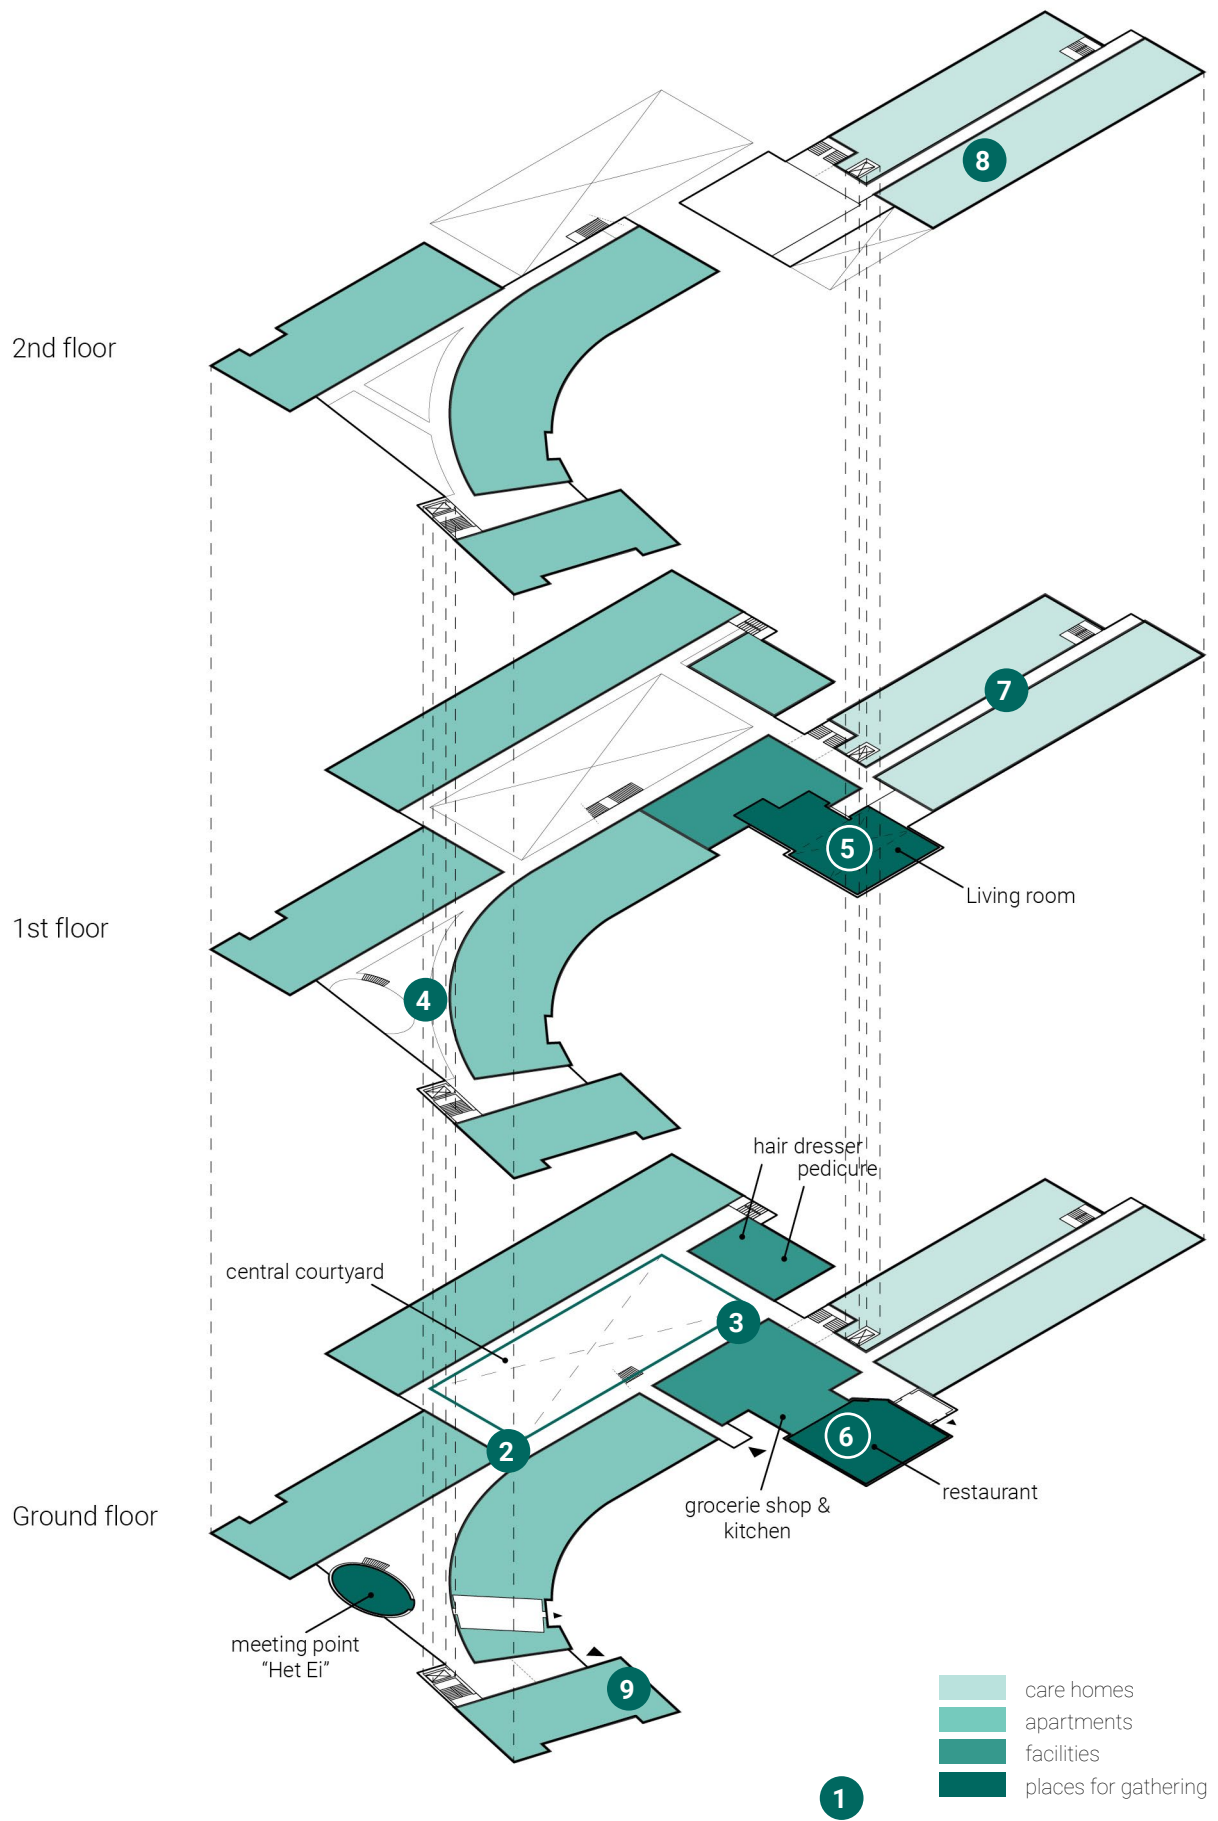 8
2nd floor
7
5
Living room
1st floor
4
hair dresser
pedicure
central courtyard
3
6
2
restaurant
grocerie shop &
kitchen
Ground floor
meeting point
“Het Ei”
9
care homes
apartments
facilities
places for gathering
1